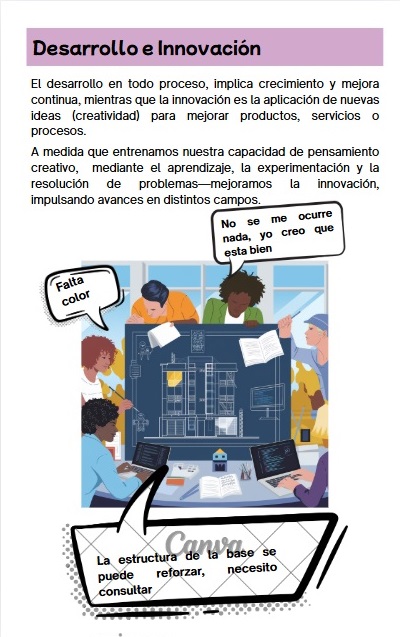 Desarrollo e Innovación
El desarrollo en todo proceso, implica crecimiento y mejora
continua, mientras que la innovación es la aplicación de nuevas
ideas (creatividad) para mejorar productos, servicios o
procesos.
A medida que entrenamos nuestra capacidad de pensamiento
creativo, mediante el aprendizaje, la experimentación y la
resolución de problemas—mejoramos la innovación,
impulsando avances en distintos campos.
No se me ocurre
nada, yo creo que
esta bien
Falta
color
Canva
La estructura de la base se
puede reforzar, necesito
consultar